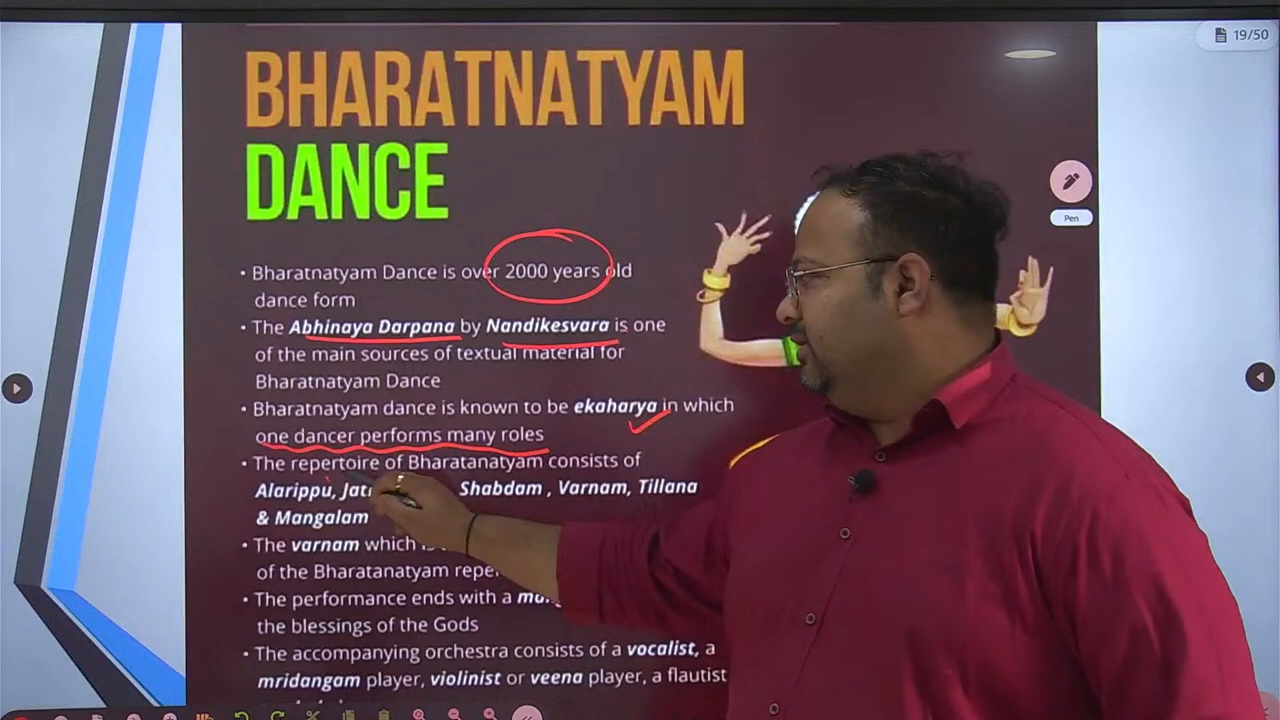 19/50
BHARATNATYAM
DANCE
Pen
• Bharatnatyam Dance is over 2000 years old
dance form
• The Abhinaya Darpana by Nandikesvara is one
of the main sources of textual material for
Bharatnatyam Dance
• Bharatnatyam dance is known to be ekaharya in which
one dancer performs many roles
• The repertoire of Bharatanatyam consists of
Alarippu, Shabdam , Varnam, Tillana
& Mangalam
• The varnam which
of the Bharatanatyam
• The performance ends with a
the blessings of the Gods
• The accompanying orchestra consists of a vocalist, a
mridangam player, violinist or veena player, a flautist